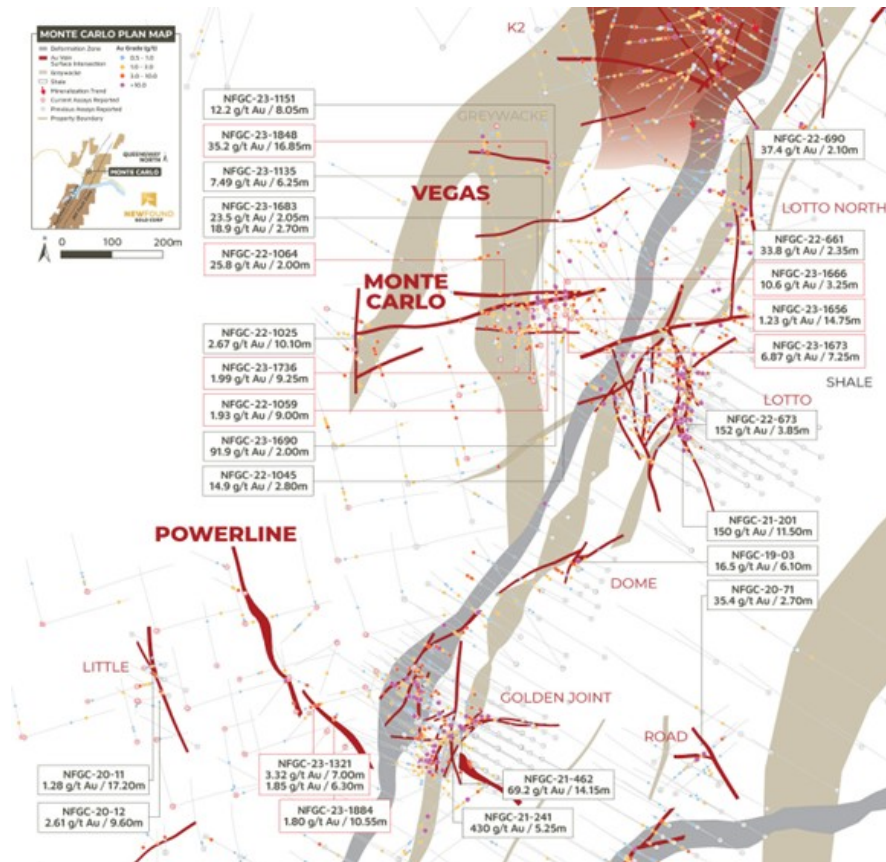 MONTE CARLO PLAN MAP
Deformation Zone
Au Vein
Surface Intersection
Greywacke
Shale
Mineralization Trend
Current Assays Reported
Previous Assays Reported
Property Boundary
Au Grade (g/t)
0.5 - 1.0
1.0 - 3.0
3.0 - 10.0
>10.0
QUEENSWAY
NORTH
MONTE CARLO
NEWFOUND
GOLD CORP
0 100 200m
K2
GREYWACKE
VEGAS
MONTE
CARLO
POWERLINE
LITTLE
LOTTO NORTH
SHALE
LOTTO
DOME
GOLDEN JOINT
ROAD
NFGC-23-1151
12.2 g/t Au / 8.05m
NFGC-23-1848
35.2 g/t Au / 16.85m
NFGC-23-1135
7.49 g/t Au / 6.25m
NFGC-23-1683
23.5 g/t Au / 2.05m
18.9 g/t Au / 2.70m
NFGC-22-1064
25.8 g/t Au / 2.00m
NFGC-22-1025
2.67 g/t Au / 10.10m
NFGC-23-1736
1.99 g/t Au / 9.25m
NFGC-22-1059
1.93 g/t Au / 9.00m
NFGC-23-1690
91.9 g/t Au / 2.00m
NFGC-22-1045
14.9 g/t Au / 2.80m
NFGC-22-690
37.4 g/t Au / 2.10m
NFGC-22-661
33.8 g/t Au / 2.35m
NFGC-23-1666
10.6 g/t Au / 3.25m
NFGC-23-1656
1.23 g/t Au / 14.75m
NFGC-23-1673
6.87 g/t Au / 7.25m
NFGC-22-673
152 g/t Au / 3.85m
NFGC-21-201
150 g/t Au / 11.50m
NFGC-19-03
16.5 g/t Au / 6.10m
NFGC-20-71
35.4 g/t Au / 2.70m
NFGC-20-11
1.28 g/t Au / 17.20m
NFGC-20-12
2.61 g/t Au / 9.60m
NFGC-23-1321
3.32 g/t Au / 7.00m
1.85 g/t Au / 6.30m
NFGC-23-1884
1.80 g/t Au / 10.55m
NFGC-21-462
69.2 g/t Au / 14.15m
NFGC-21-241
430 g/t Au / 5.25m